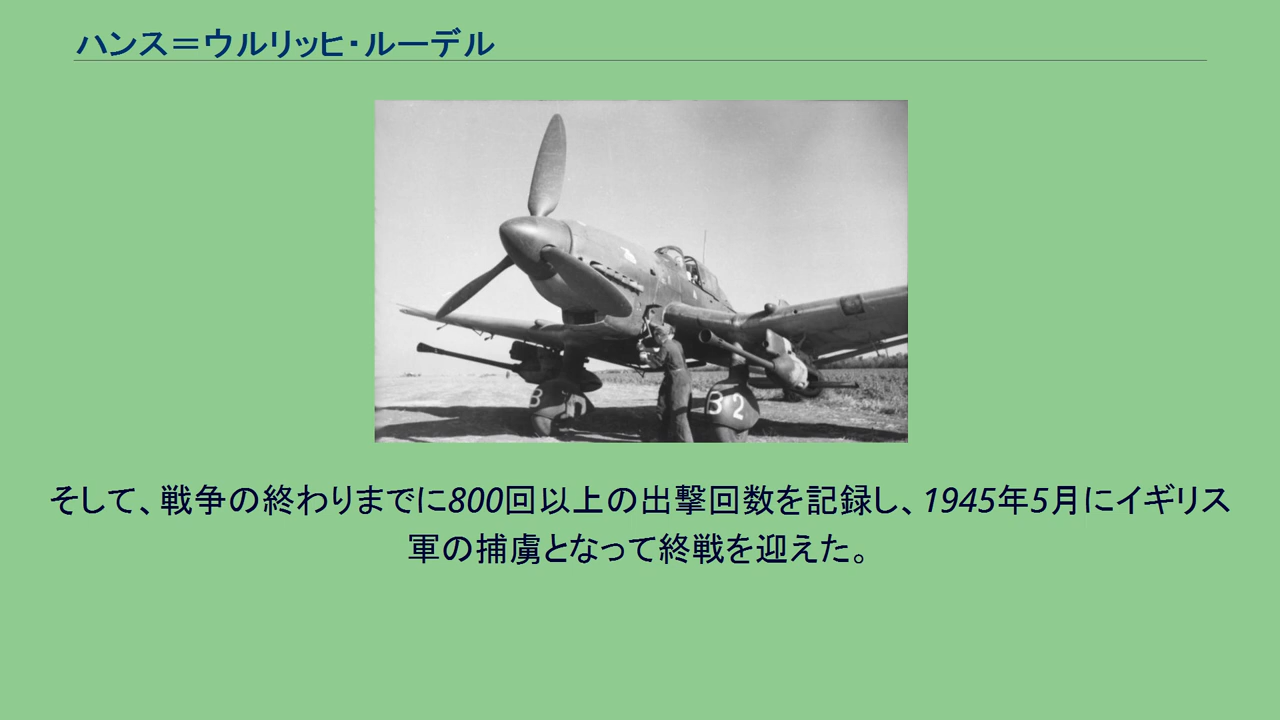 ハンス＝ウルリッヒ・ルーデル
B
B 2
そして、戦争の終わりまでに800回以上の出撃回数を記録し、1945年5月にイギリス
軍の捕虜となって終戦を迎えた。